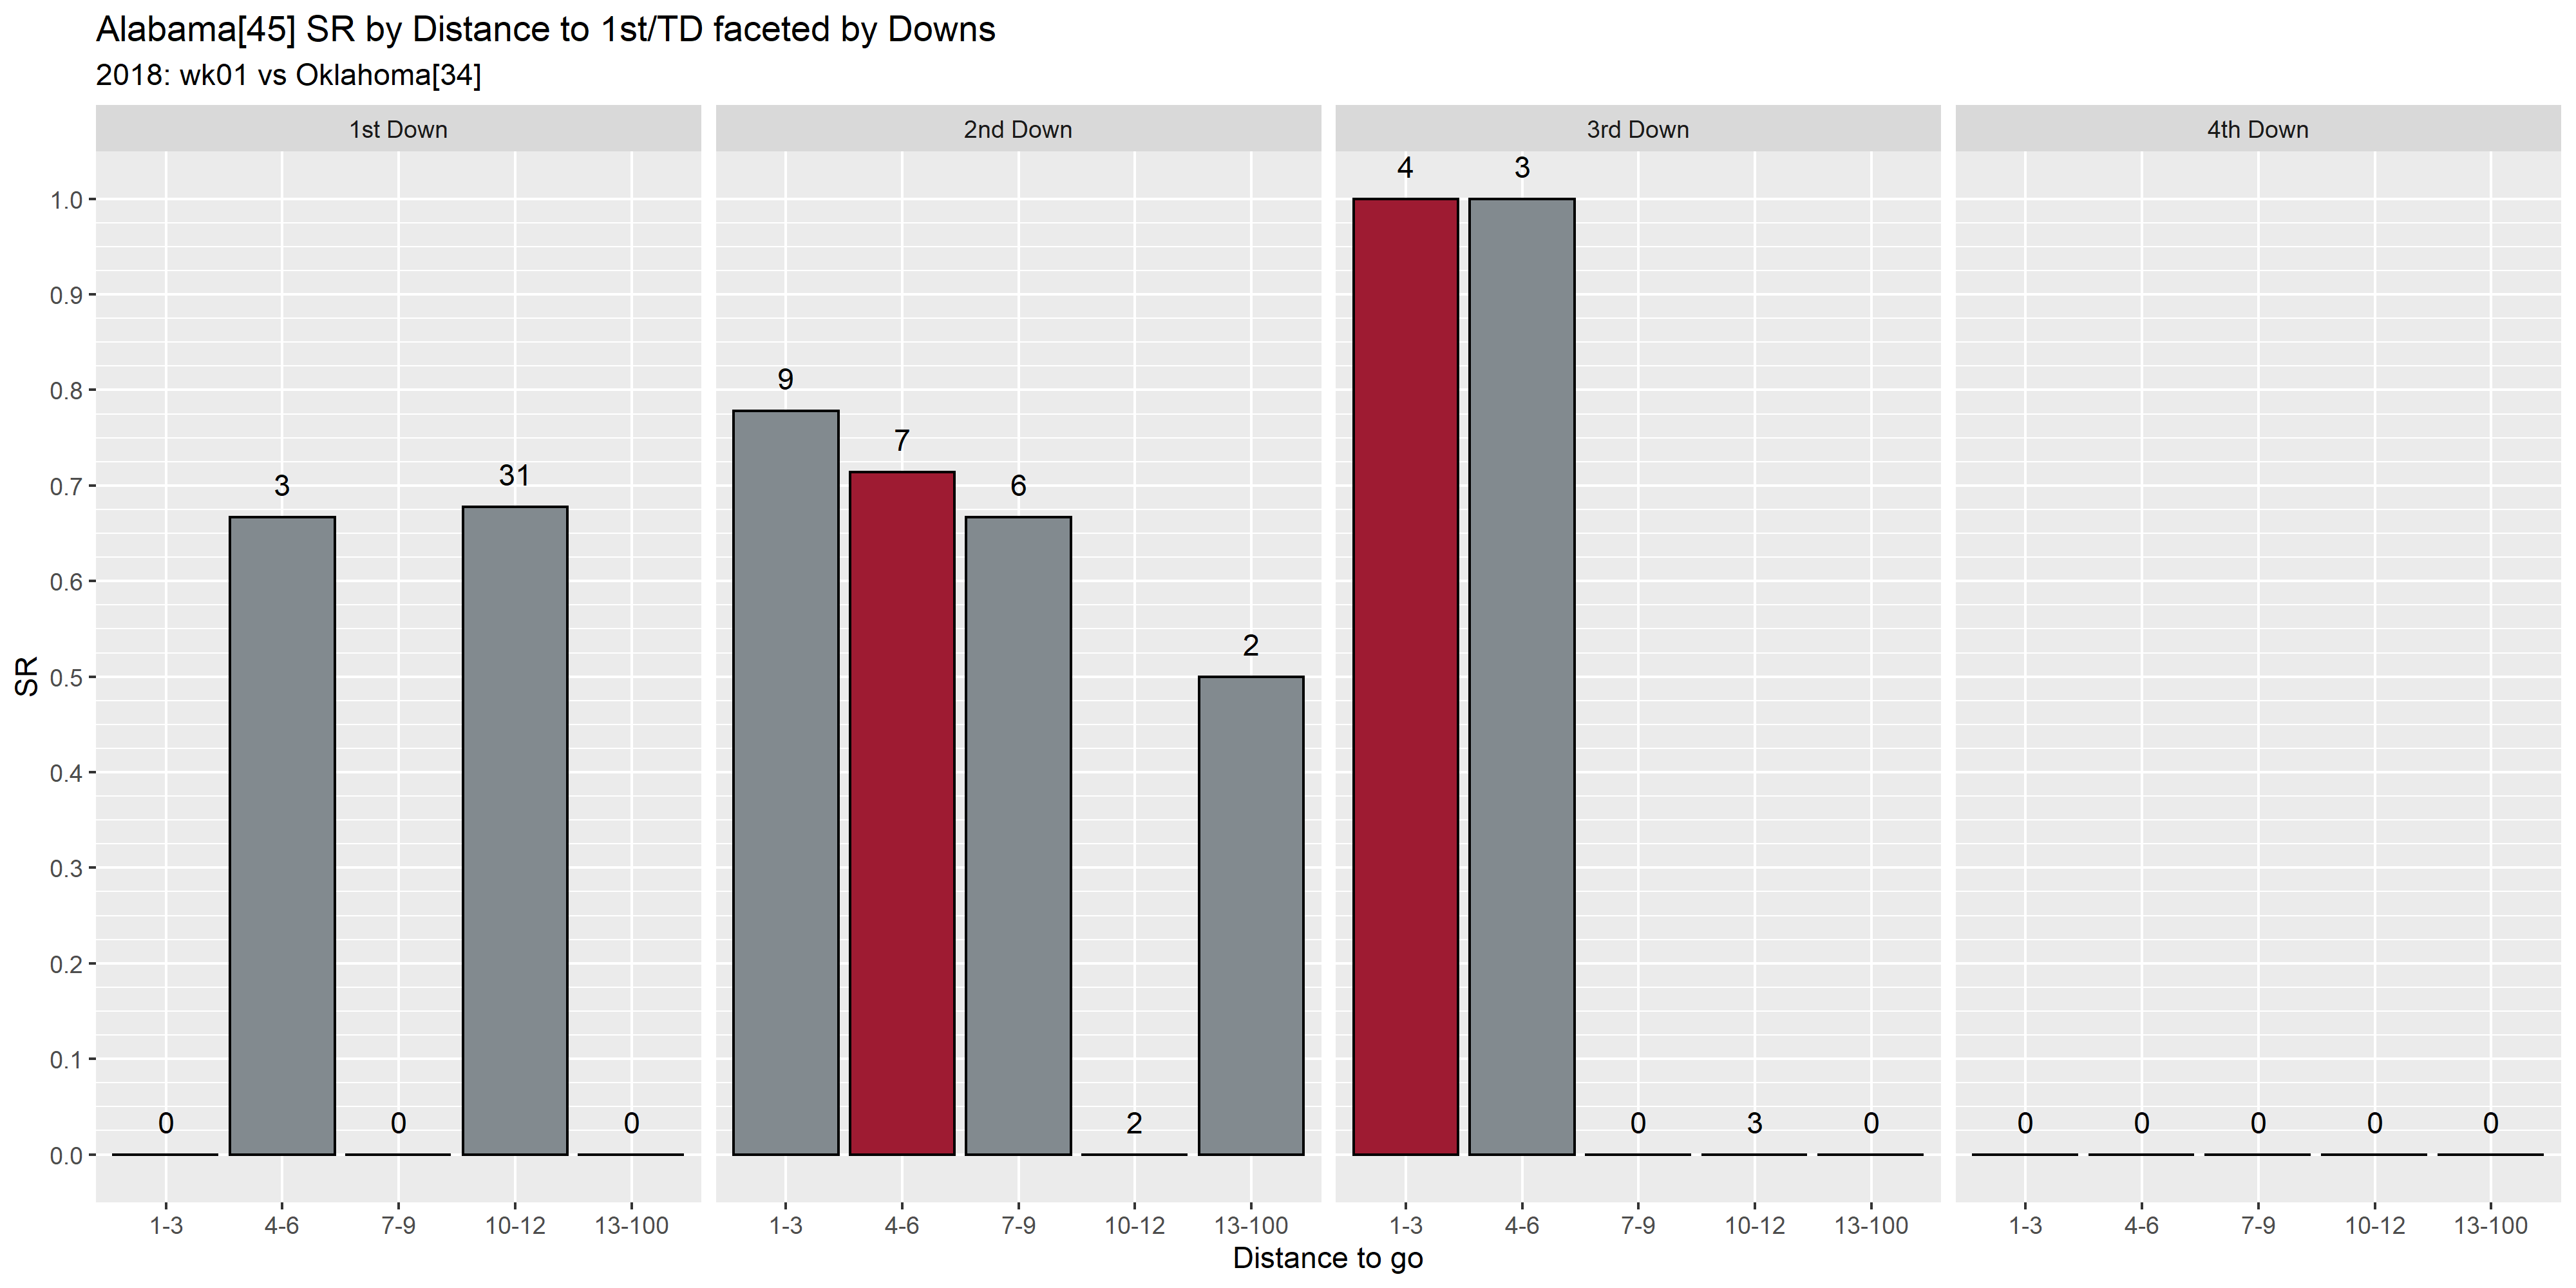 Alabama[45] SR by Distance to 1st/TD faceted by Downs
2018: wk01 vs Oklahoma[34]
1st Down 2nd Down 3rd Down 4th Down
4 3
1.0
0.9
9
0.8
7
31
3 6
0.7
0.6
2
0.5
SR
0.4
0.3
0.2
0.1
0 0 0 2 0 3 0 0 0 0 0 0
0.0
1-3 4-6 7-9 10-12 13-100 1-3 4-6 7-9 10-12 13-100 1-3 4-6 7-9 10-12 13-100 1-3 4-6 7-9 10-12 13-100
Distance to go